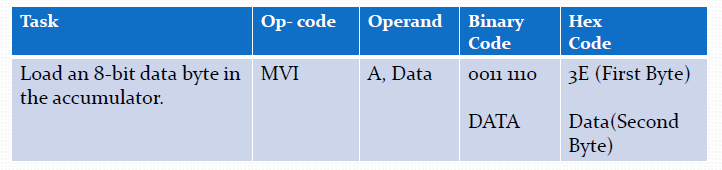 Task Op- code Operand Binary Code Hex Code
Load an 8-bit data byte in the accumulator. MVI A, Data 0011 1110 3E (First Byte)
DATA Data(Second Byte)